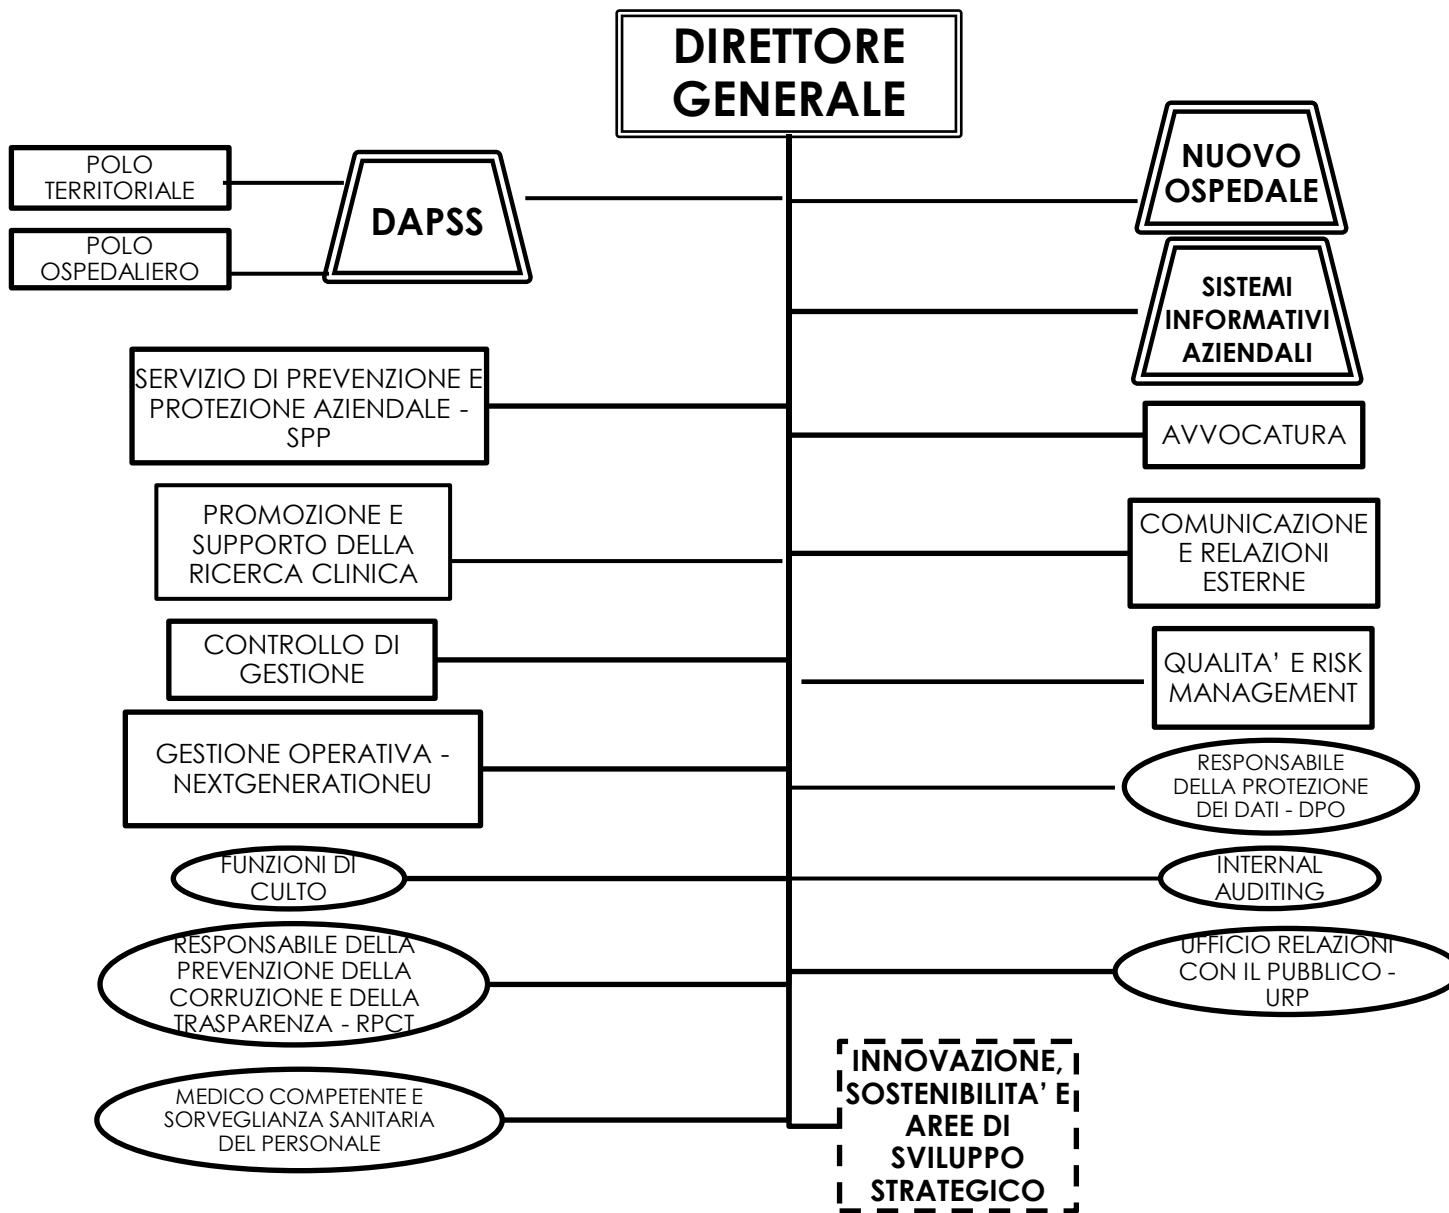 DIRETTORE
GENERALE
POLO
TERRITORIALE
POLO
OSPEDALIERO
DAPSS
NUOVO
OSPEDALE
SISTEMI
INFORMATIVI
AZIENDALI
SERVIZIO DI PREVENZIONE E
PROTEZIONE AZIENDALE -
SPP
AVVOCATURA
PROMOZIONE E
SUPPORTO DELLA
RICERCA CLINICA
COMUNICAZIONE
E RELAZIONI
ESTERNE
CONTROLLO DI
GESTIONE
QUALITA’ E RISK
MANAGEMENT
GESTIONE OPERATIVA -
NEXTGENERATIONEU
RESPONSABILE
DELLA PROTEZIONE
DEI DATI - DPO
FUNZIONI DI
CULTO
INTERNAL
AUDITING
RESPONSABILE DELLA
PREVENZIONE DELLA
CORRUZIONE E DELLA
TRASPARENZA - RPCT
UFFICIO RELAZIONI
CON IL PUBBLICO -
URP
MEDICO COMPETENTE E
SORVEGLIANZA SANITARIA
DEL PERSONALE
INNOVAZIONE,
SOSTENIBILITA’ E
AREE DI
SVILUPPO
STRATEGICO